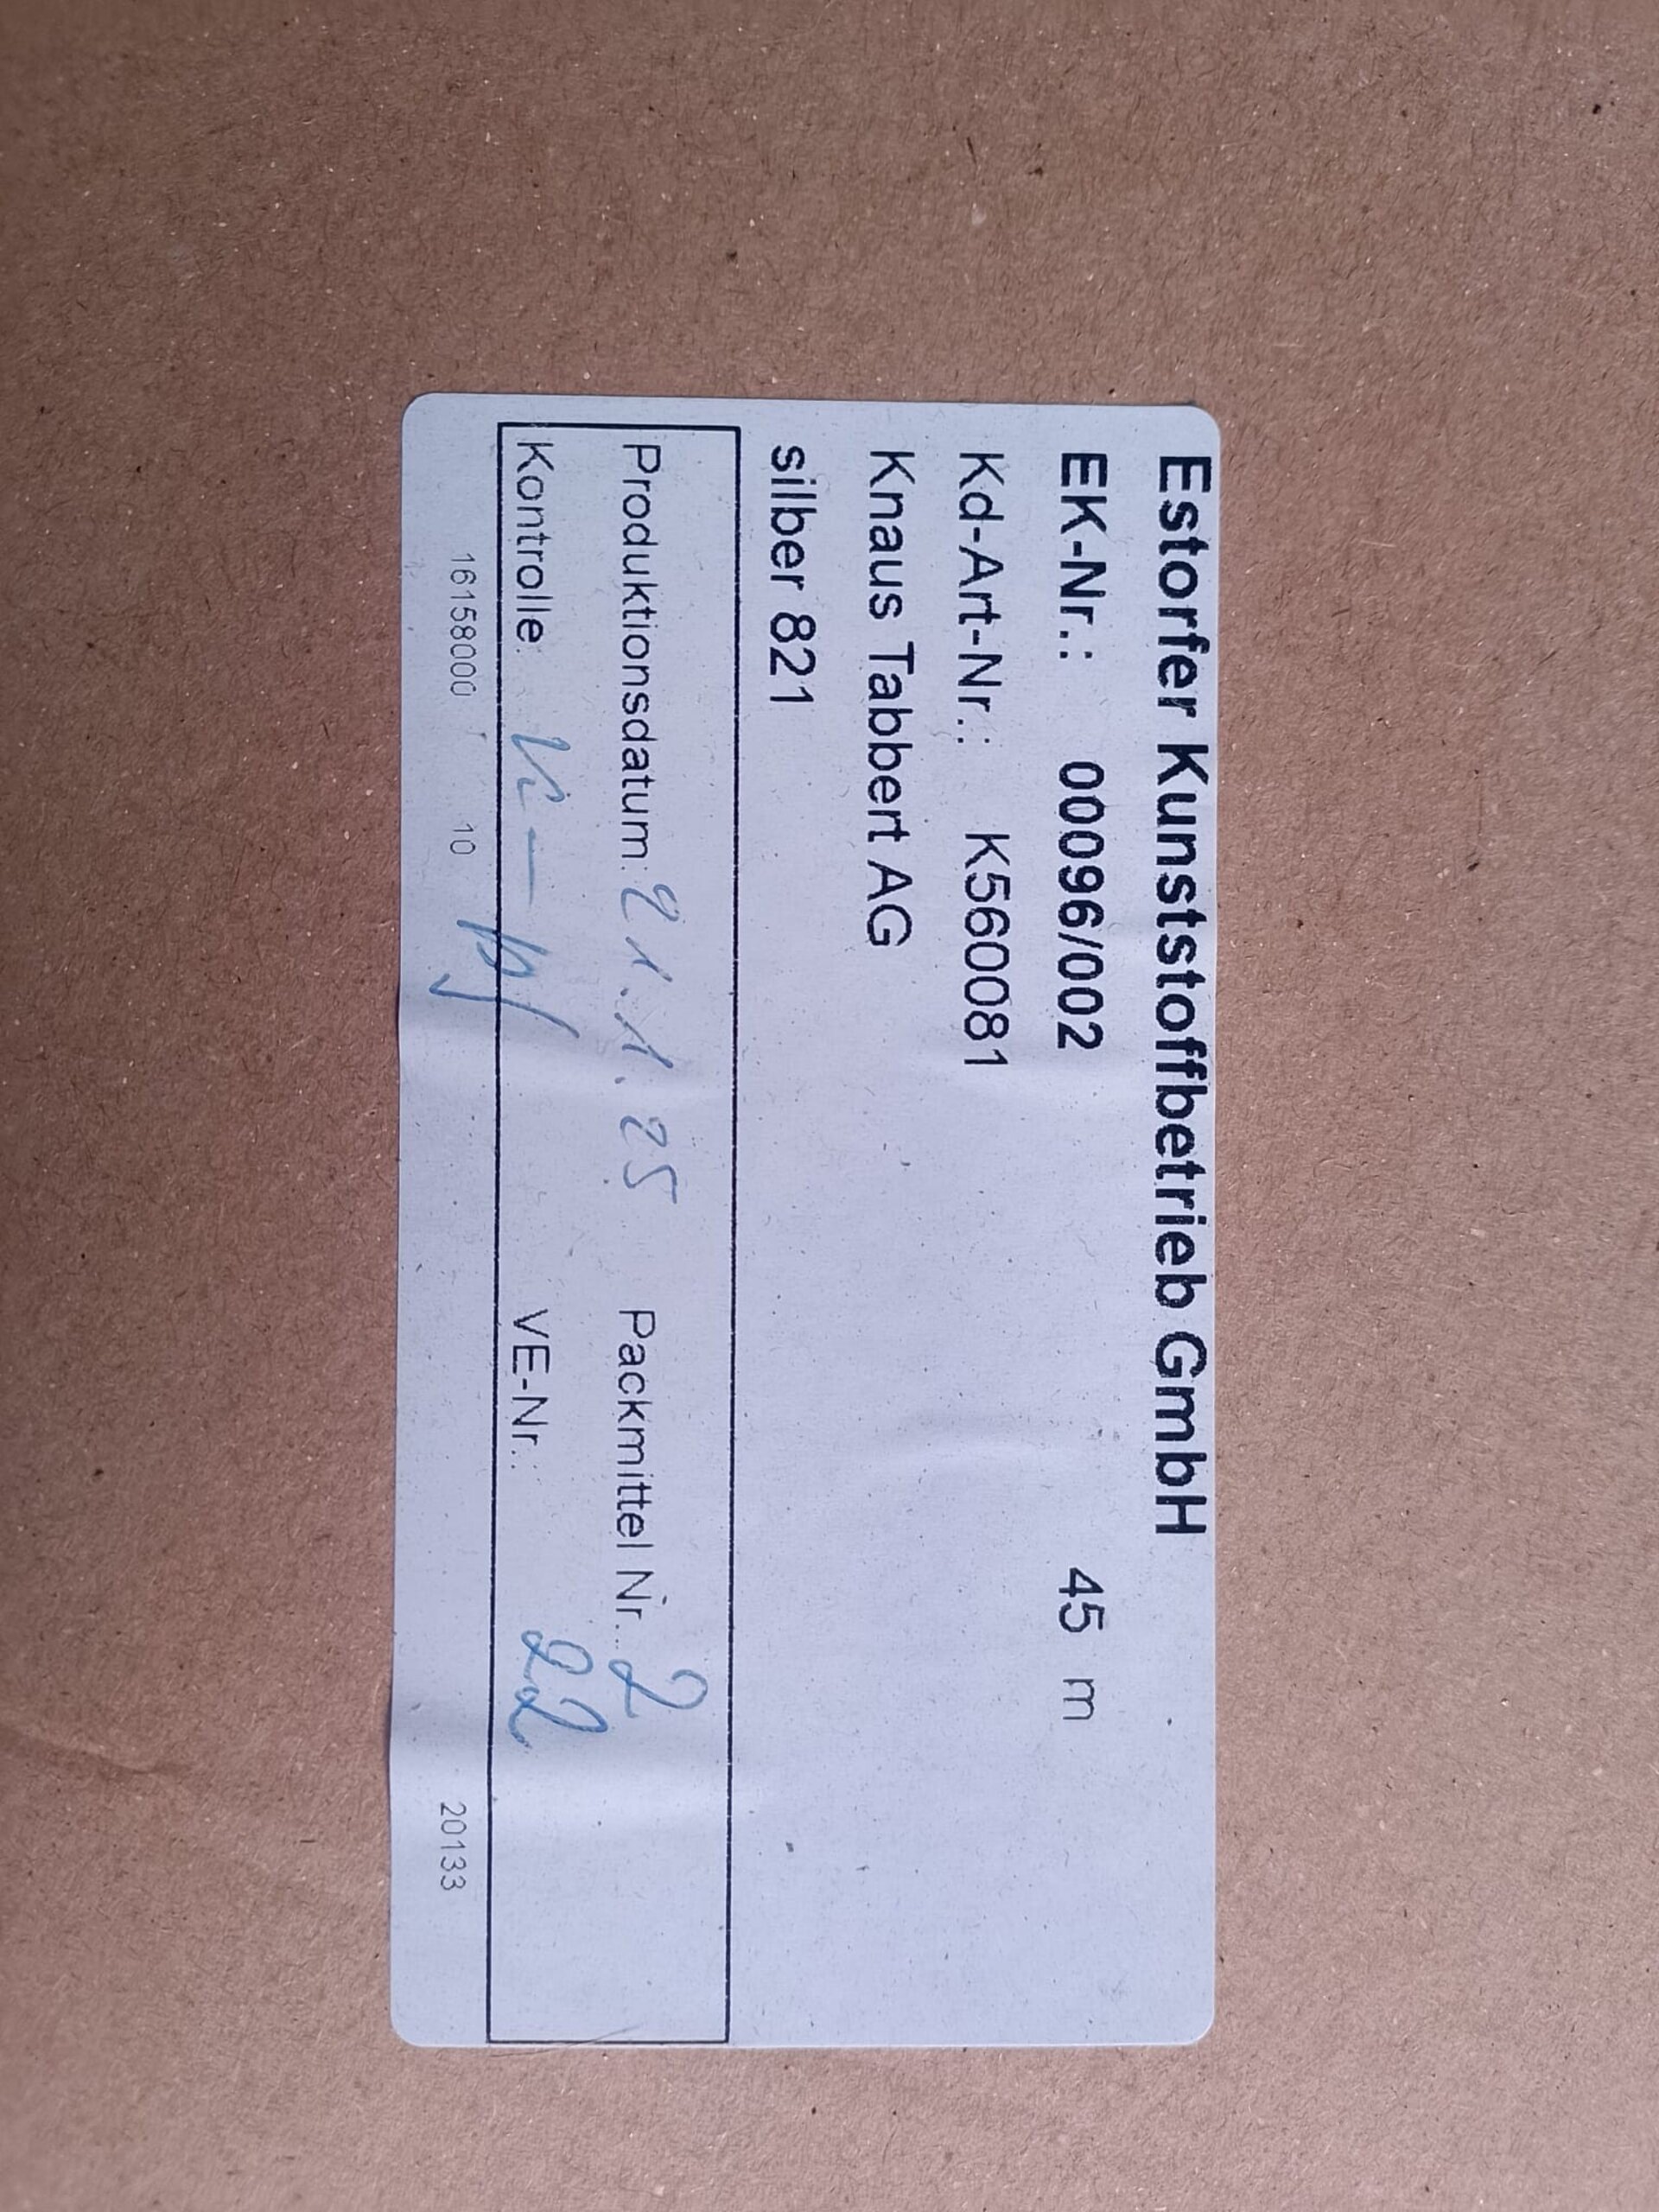 Estorfer Kunststoffbetrieb GmbH
EK-Nr.: 00096/002 45 m
Kd-Art-Nr.: K560081
Knaus Tabbert AG
silber 821
Produktionsdatum: 21.1.25 Packmittel Nr.: 2
Kontrolle: VE-Nr.: 22
16158000 10 20133